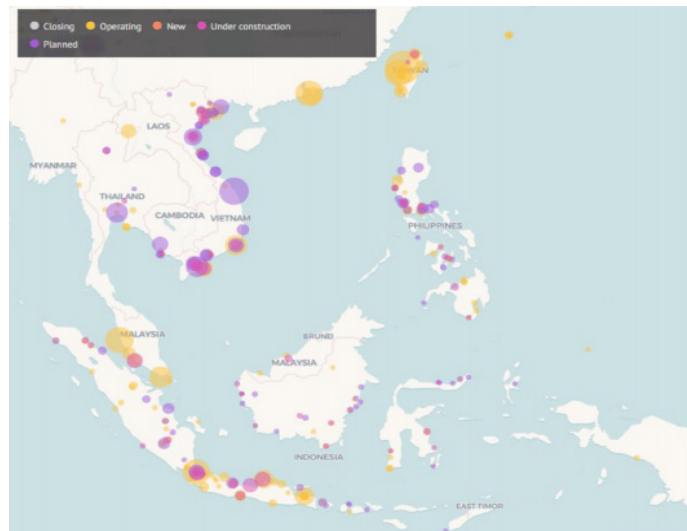 Closing Operating New Under construction
Planned
TAIWAN
LAOS
MYANMAR
THAILAND
CAMBODIA VIETNAM
PHILIPPINES
MALAYSIA
BRUNEI
MALAYSIA
INDONESIA
EAST TIMOR